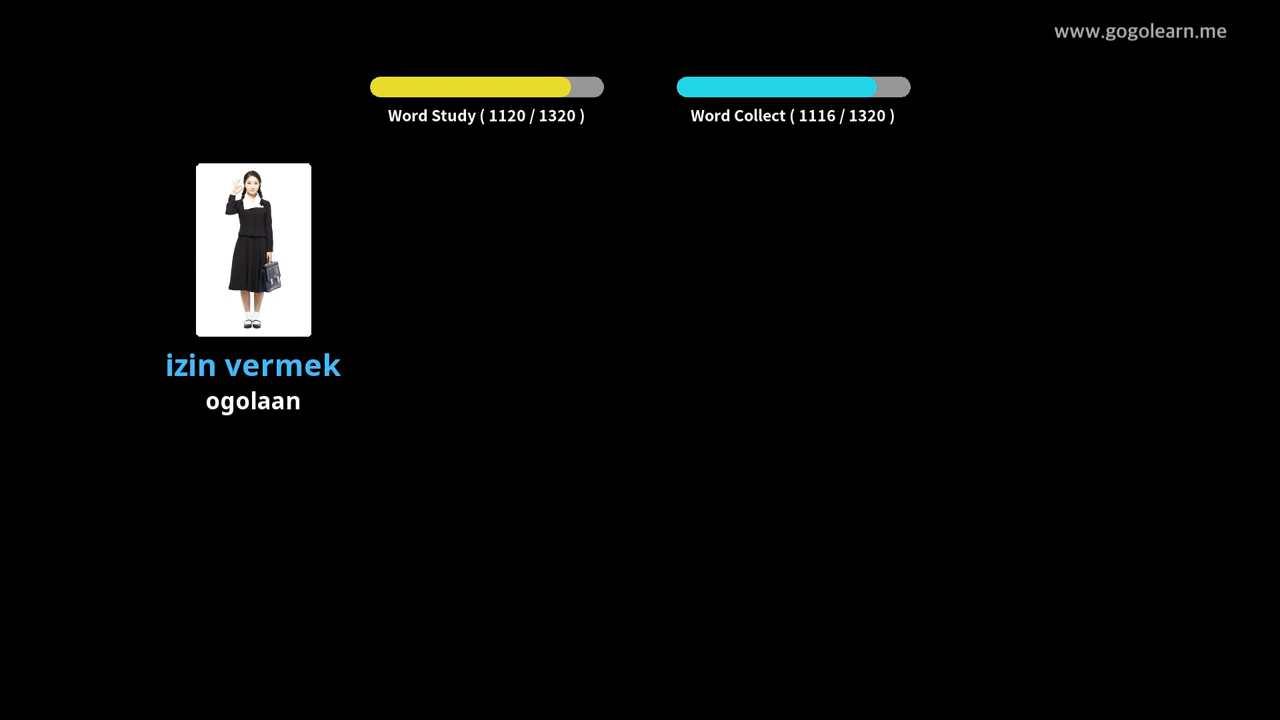 www.gogolearn.me
Word Study ( 1120 / 1320 )
Word Collect ( 1116 / 1320 )
izin vermek
ogolaan